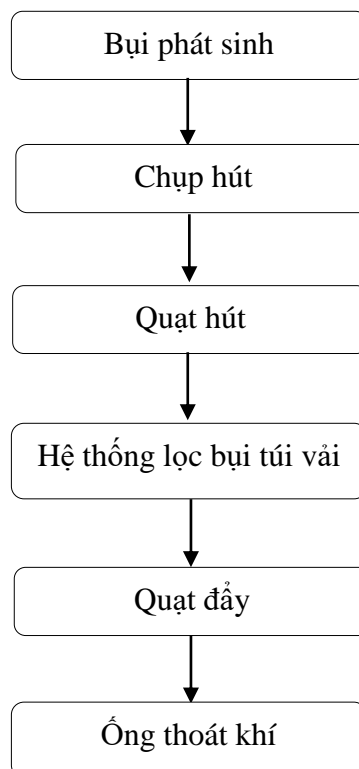 Bụi phát sinh
Chụp hút
Quạt hút
Hệ thống lọc bụi túi vải
Quạt đẩy
Ống thoát khí